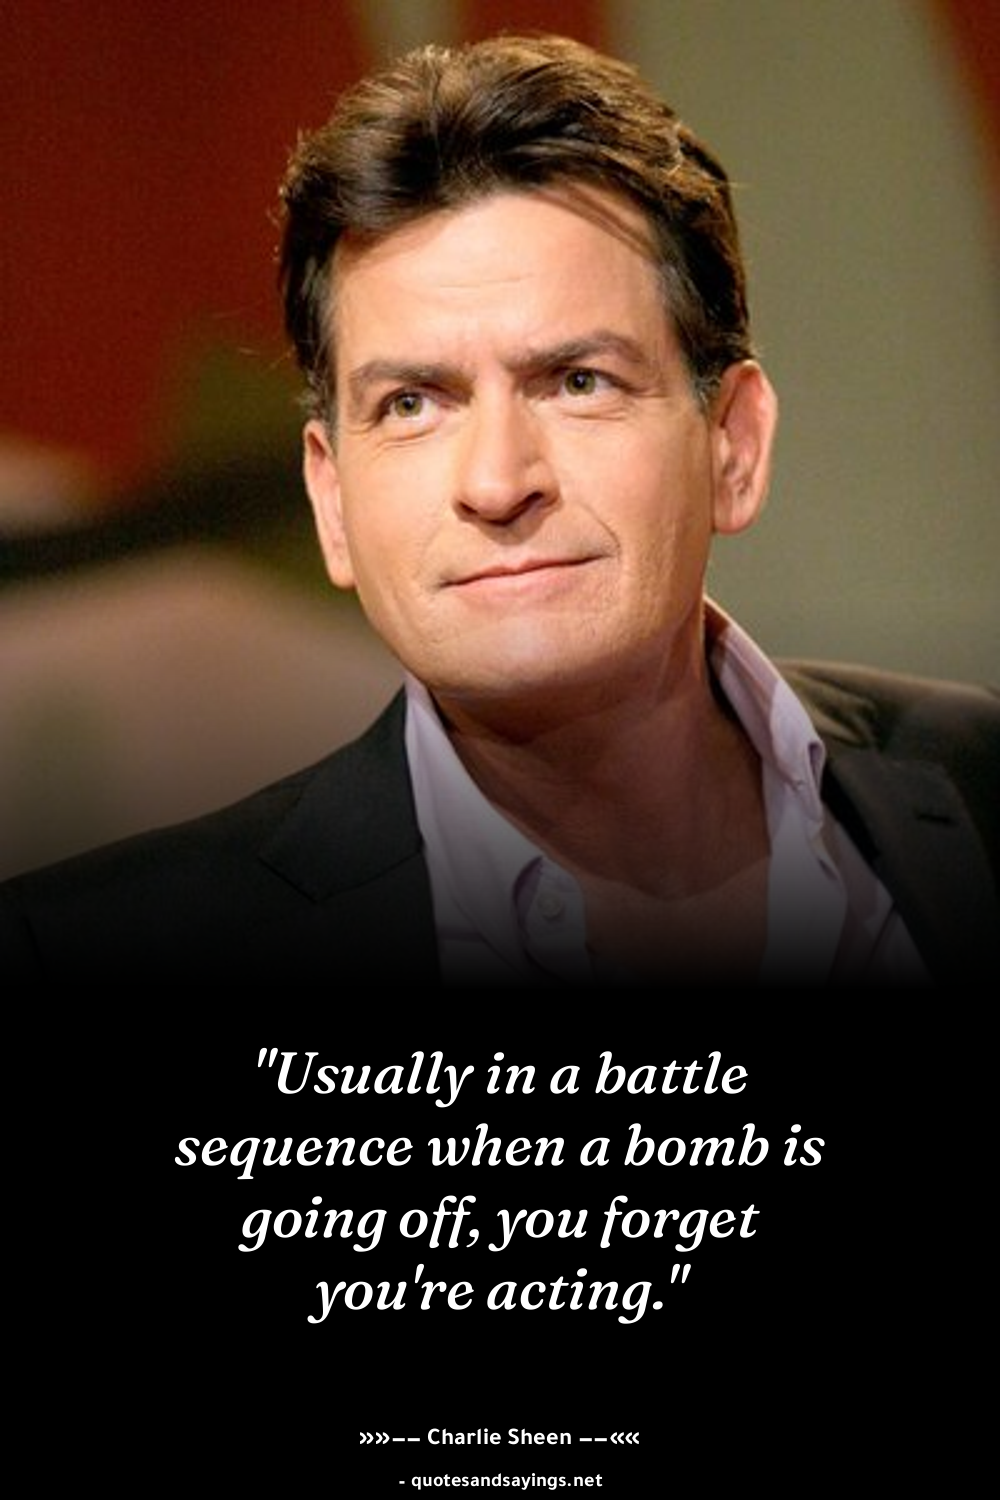 "Usually in a battle
sequence when a bomb is
going off, you forget
you're acting."
»»−− Charlie Sheen −−««
- quotesandsayings.net